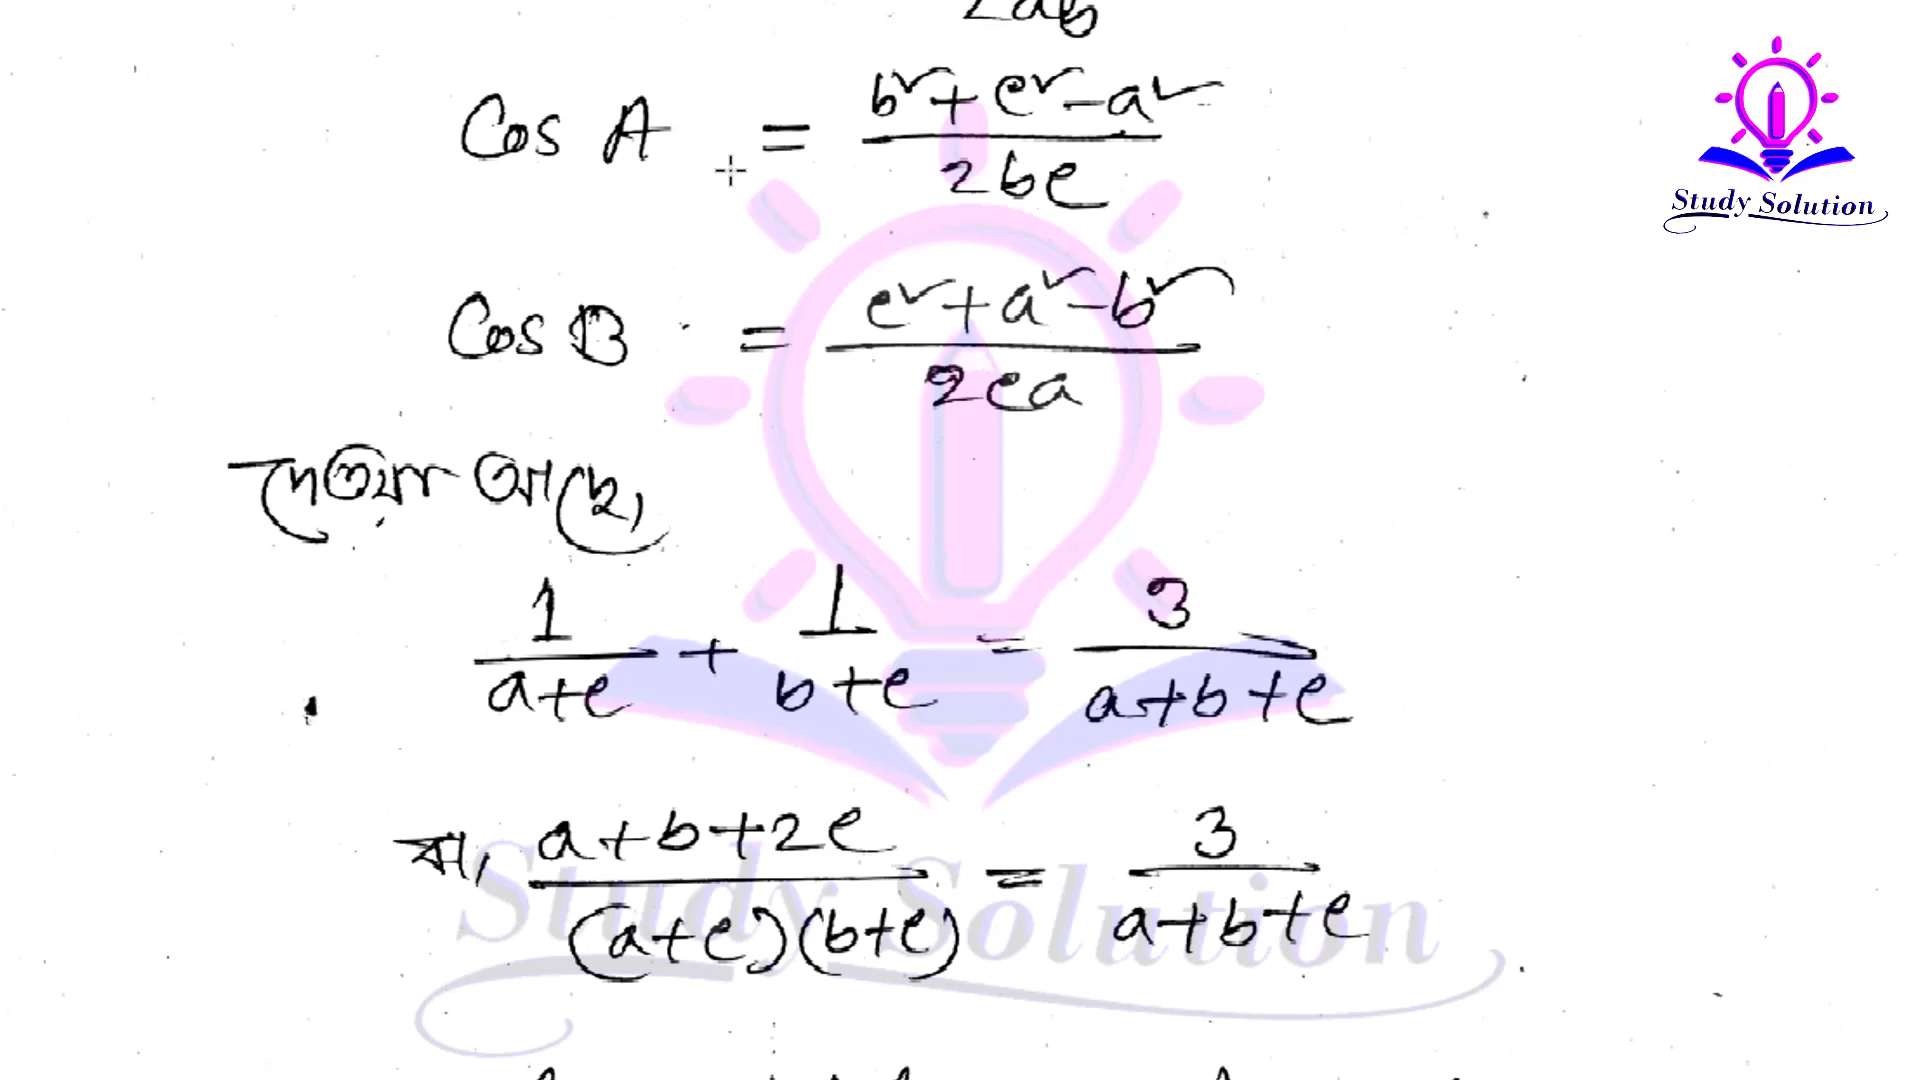 2ab
Cos A = b²+c²-a² / 2bc
Cos B = c²+a²-b² / 2ca
দেওয়া আছে,
1/(a+c) + 1/(b+c) = 3/(a+b+c)
বা, a+b+2c / (a+c)(b+c) = 3/(a+b+c)
Study Solution
Study Solution